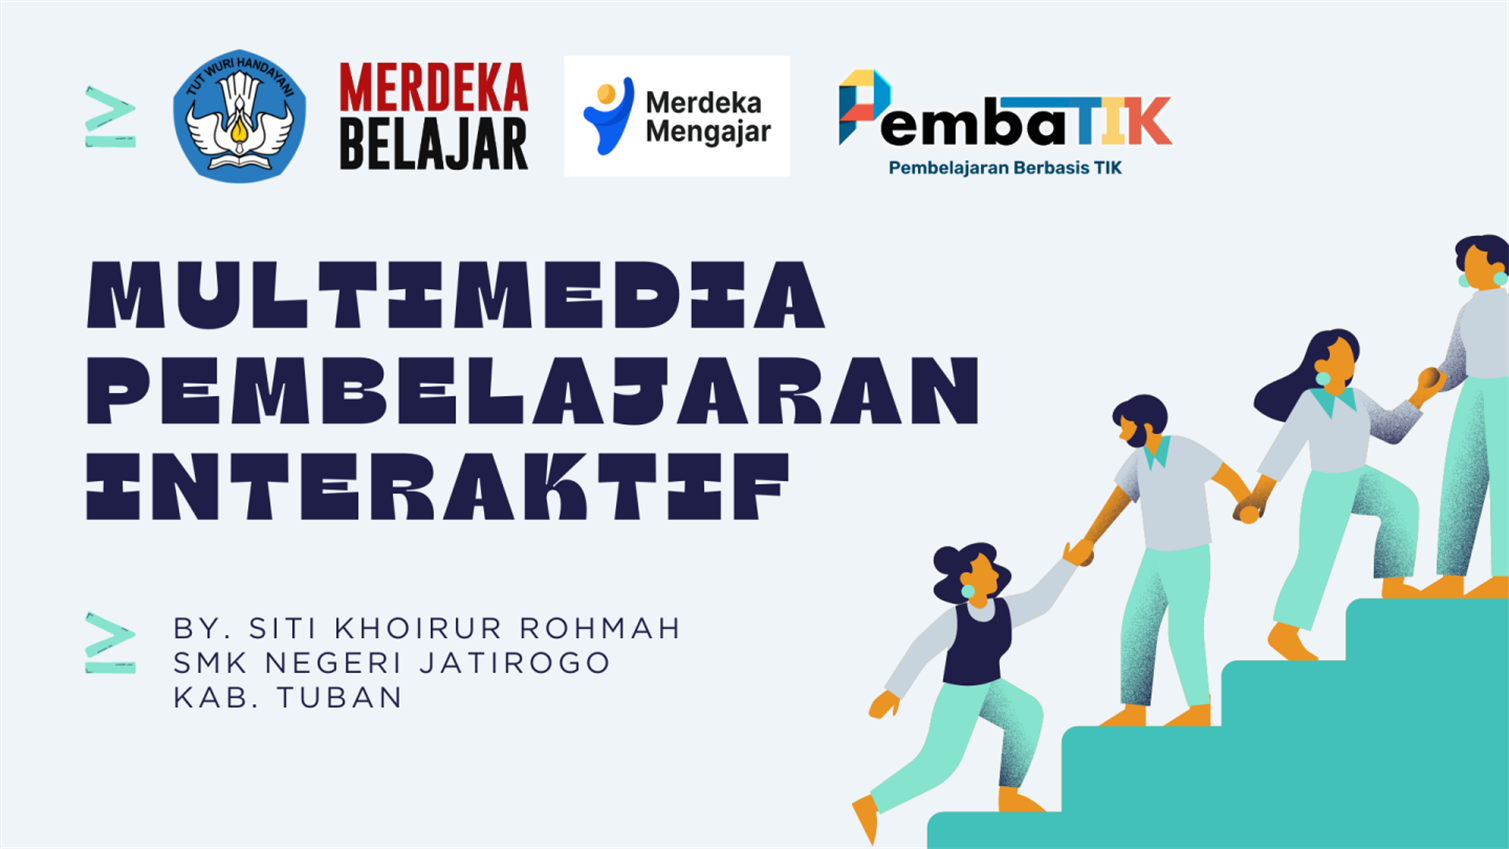 TUT WURI HANDAYANI
MERDEKA
BELAJAR
Merdeka
Mengajar
PembaTIK
Pembelajaran Berbasis TIK
MULTIMEDIA
PEMBELAJARAN
INTERAKTIF
BY. SITI KHOIRUR ROHMAH
SMK NEGERI JATIROGO
KAB. TUBAN